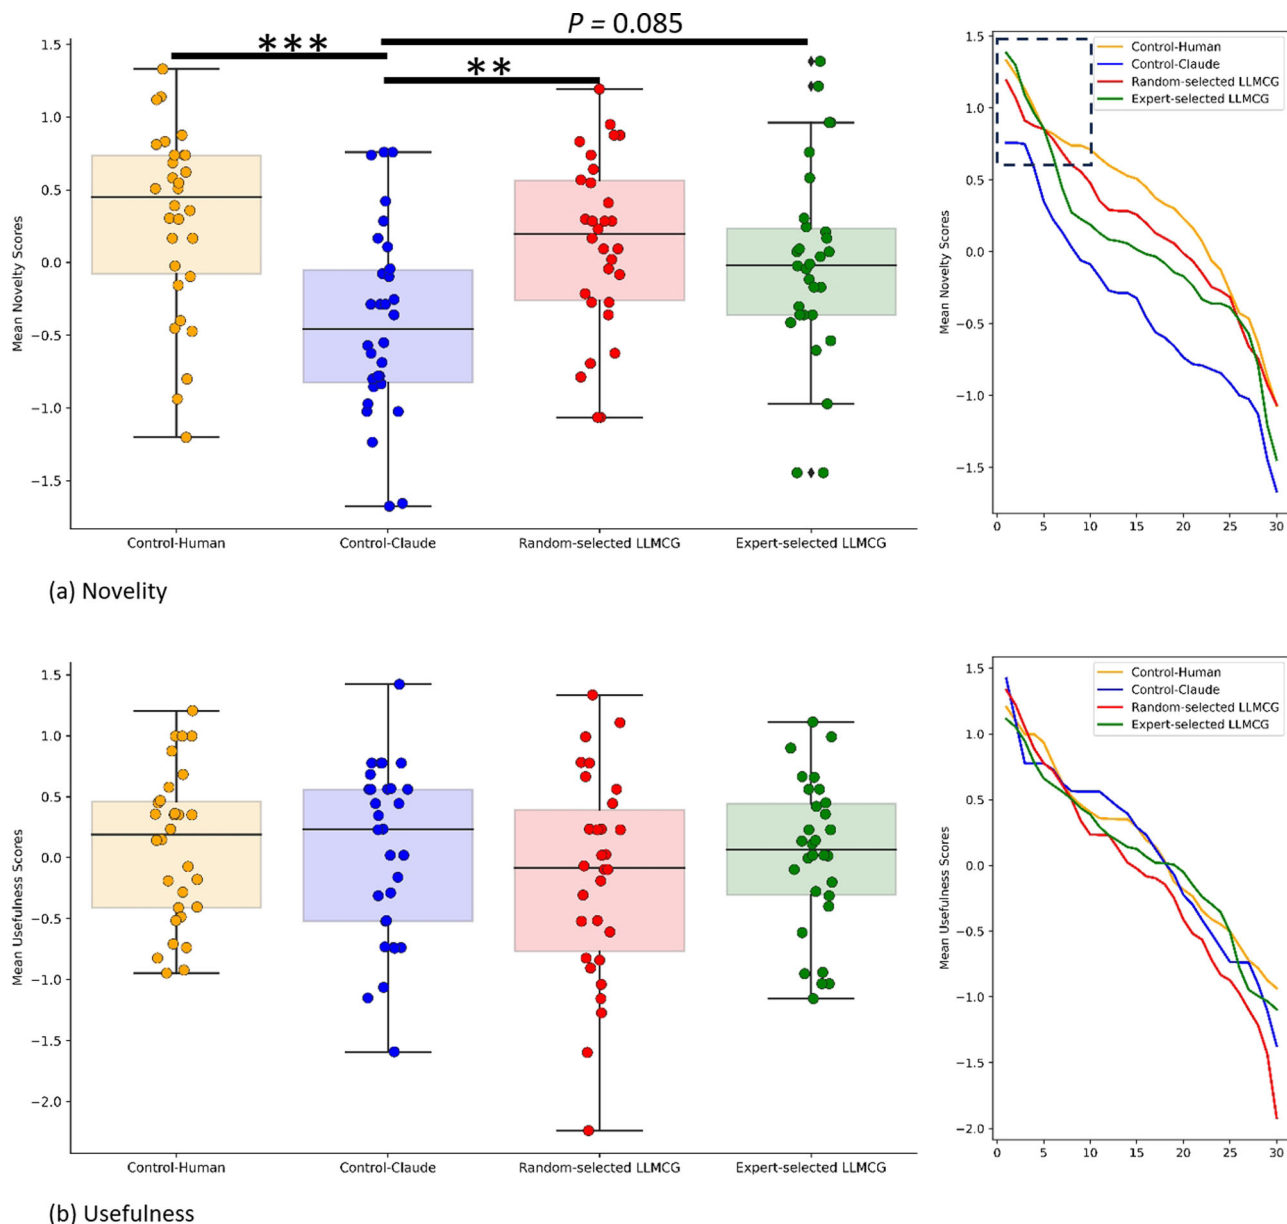 P = 0.085
***
**
1.5
1.0
0.5
0.0
−0.5
−1.0
−1.5
Mean Novelty Scores
Control-Human
Control-Claude
Random-selected LLMCG
Expert-selected LLMCG
1.5
1.0
0.5
0.0
−0.5
−1.0
−1.5
Mean Novelty Scores
0 5 10 15 20 25 30
Control-Human
Control-Claude
Random-selected LLMCG
Expert-selected LLMCG
(a) Novelity
1.5
1.0
0.5
0.0
−0.5
−1.0
−1.5
−2.0
Mean Usefulness Scores
Control-Human
Control-Claude
Random-selected LLMCG
Expert-selected LLMCG
1.5
1.0
0.5
0.0
−0.5
−1.0
−1.5
−2.0
Mean Usefulness Scores
0 5 10 15 20 25 30
Control-Human
Control-Claude
Random-selected LLMCG
Expert-selected LLMCG
(b) Usefulness